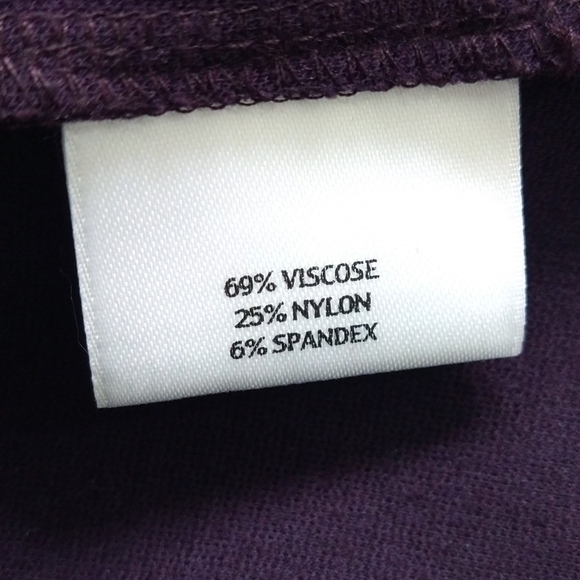 69% VISCOSE
25% NYLON
6% SPANDEX